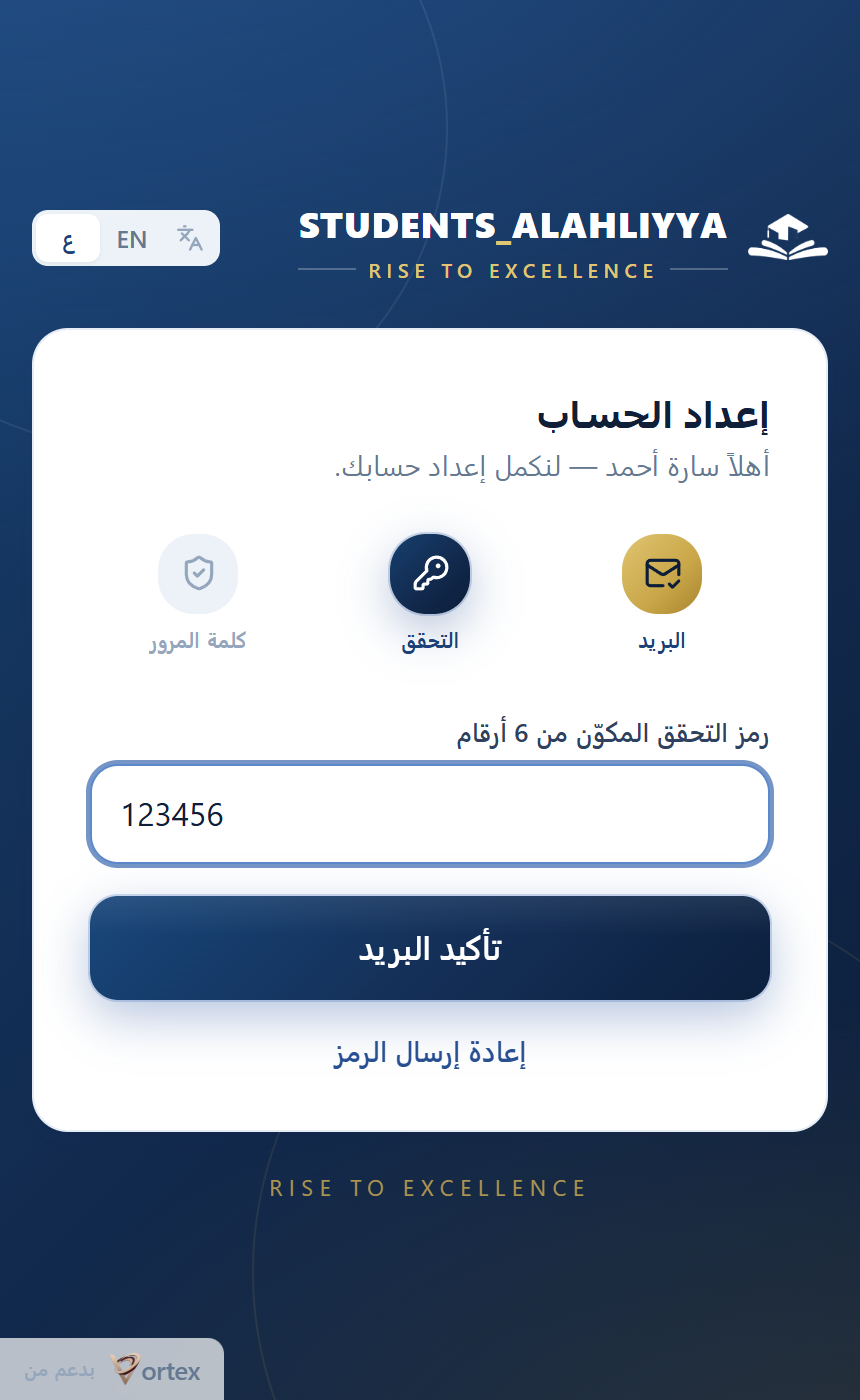 STUDENTS_ALAHLIYYA
RISE TO EXCELLENCE
EN
ع
إعداد الحساب
أهلاً سارة أحمد — لنكمل إعداد حسابك.
البريد
التحقق
كلمة المرور
رمز التحقق المكوّن من 6 أرقام
123456
تأكيد البريد
إعادة إرسال الرمز
RISE TO EXCELLENCE
بدعم من Vortex